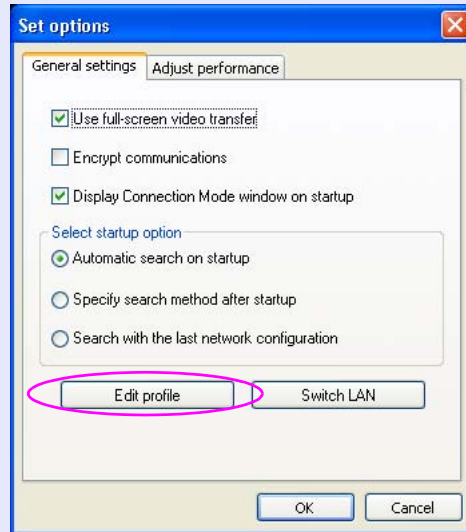 Set options
General settings
Adjust performance
Use full-screen video transfer
Encrypt communications
Display Connection Mode window on startup
Select startup option
Automatic search on startup
Specify search method after startup
Search with the last network configuration
Edit profile
Switch LAN
OK
Cancel